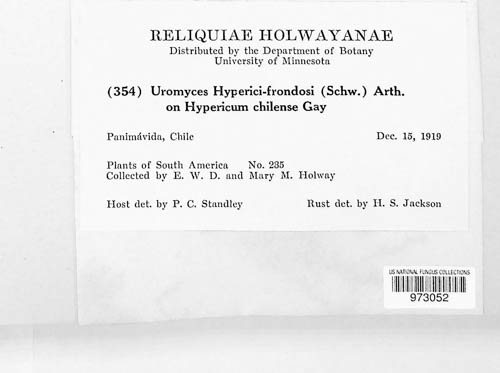 RELIQUIAE HOLWAYANAE
Distributed by the Department of Botany
University of Minnesota
(354) Uromyces Hyperici-frondosi (Schw.) Arth.
on Hypericum chilense Gay
Panimávida, Chile Dec. 15, 1919
Plants of South America No. 235
Collected by E. W. D. and Mary M. Holway
Host det. by P. C. Standley Rust det. by H. S. Jackson
US NATIONAL FUNGUS COLLECTIONS
973052